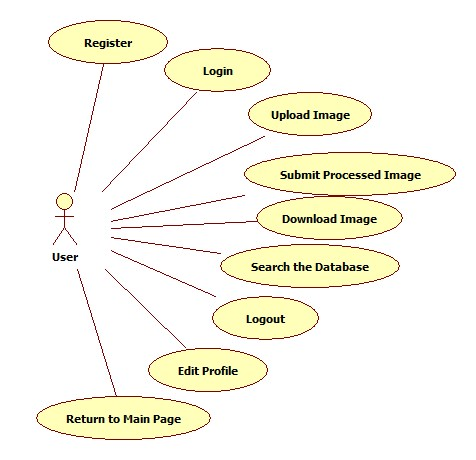 Register
Login
Upload Image
Submit Processed Image
Download Image
User
Search the Database
Logout
Edit Profile
Return to Main Page